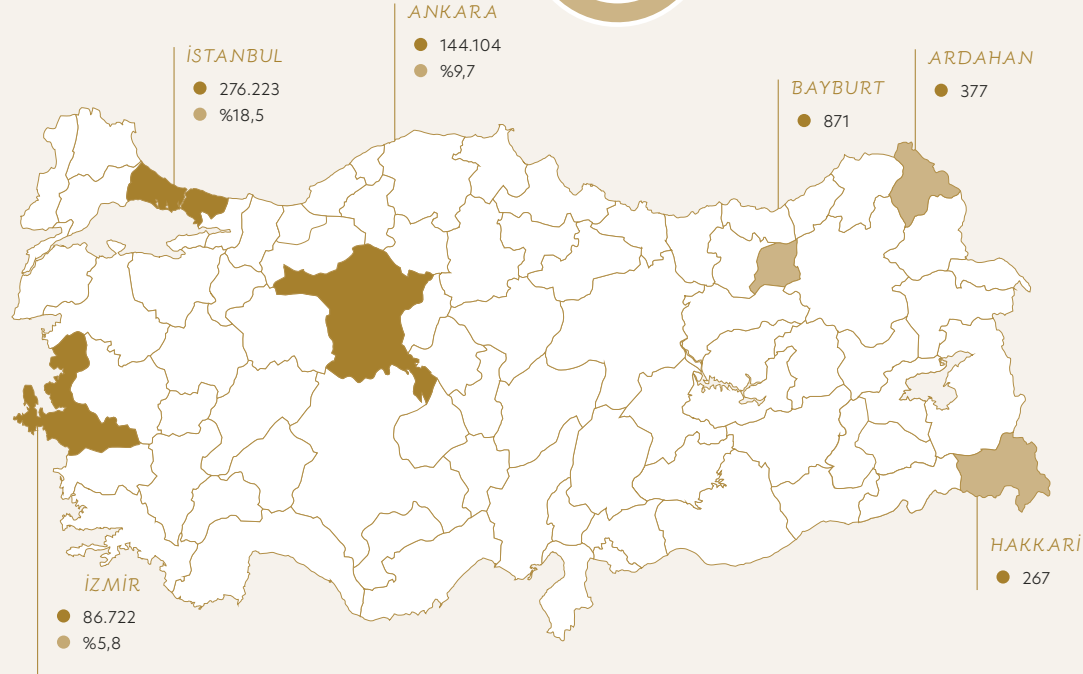 ANKARA
144.104
%9,7
İSTANBUL
276.223
%18,5
ARDAHAN
377
BAYBURT
871
HAKKARİ
267
İZMİR
86.722
%5,8